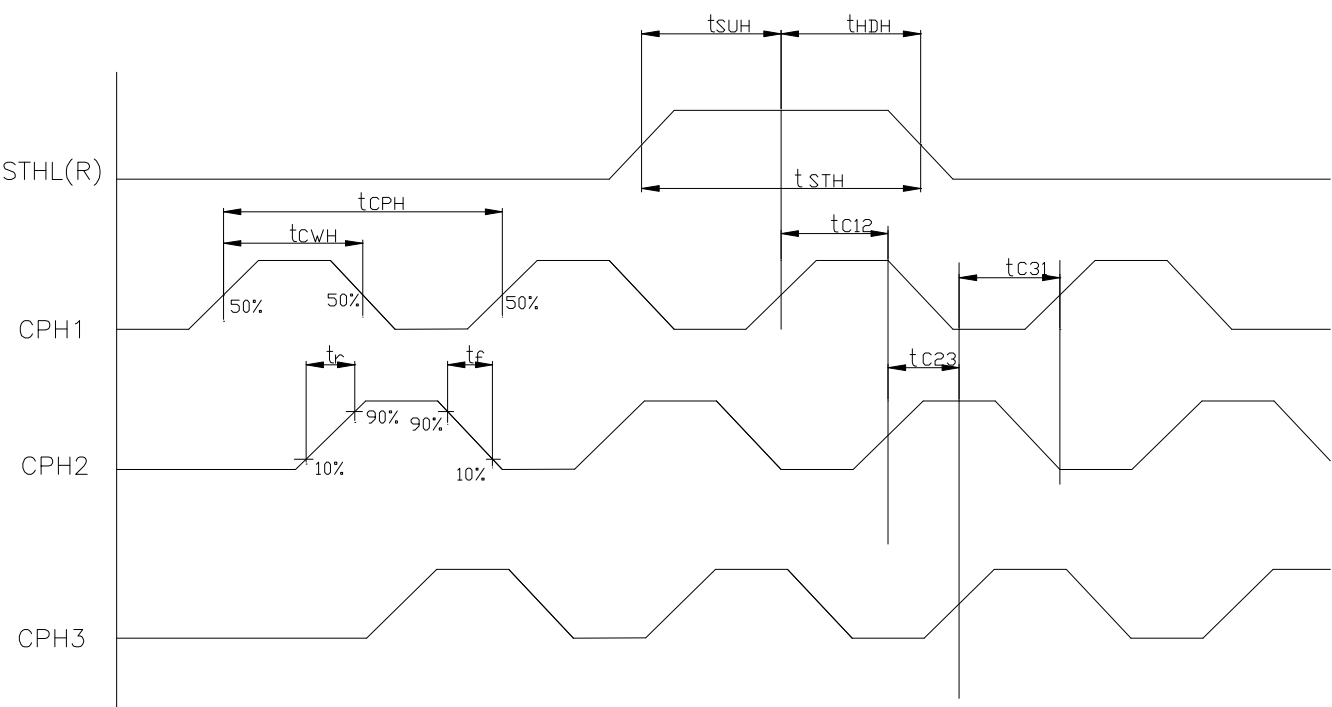 tSUH tHDH
STHL(R)
tSTH
tCPH
tCWH
tC12
tC31
50% 50% 50%
CPH1
tr tf
tC23
90% 90%
CPH2
10% 10%
CPH3